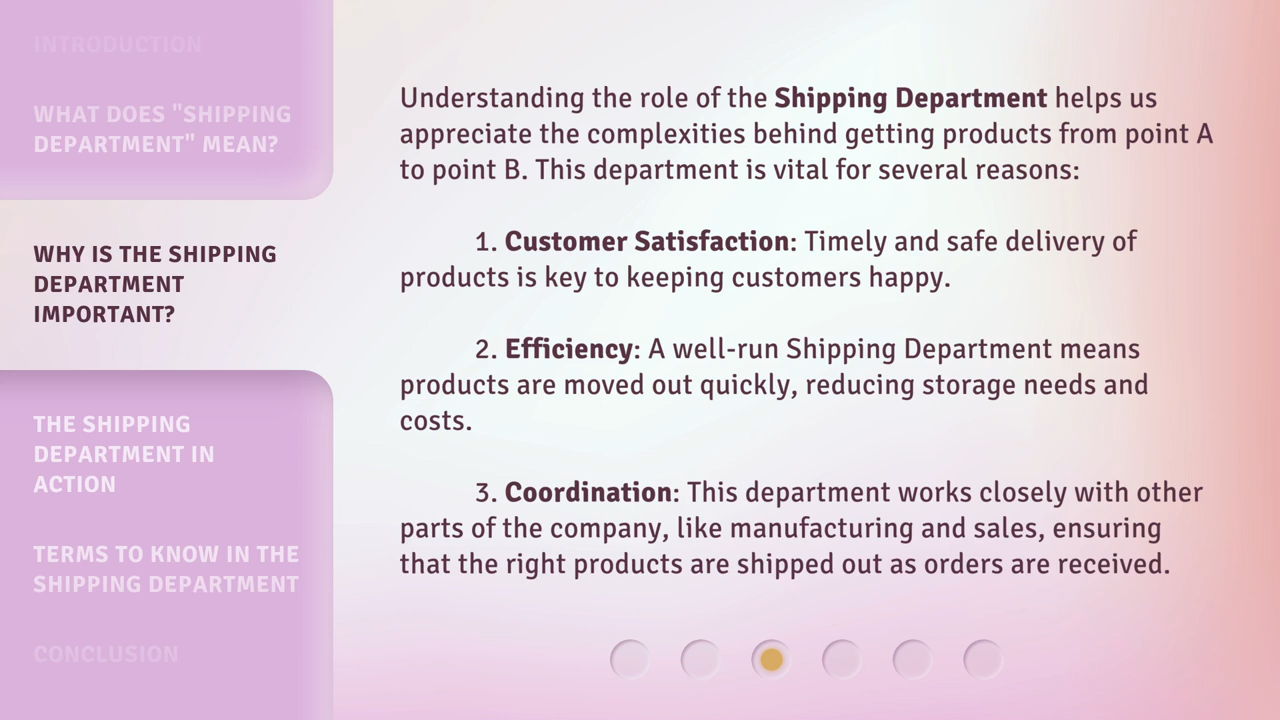 INTRODUCTION
WHAT DOES "SHIPPING
DEPARTMENT" MEAN?
WHY IS THE SHIPPING
DEPARTMENT
IMPORTANT?
THE SHIPPING
DEPARTMENT IN
ACTION
TERMS TO KNOW IN THE
SHIPPING DEPARTMENT
CONCLUSION
Understanding the role of the Shipping Department helps us
appreciate the complexities behind getting products from point A
to point B. This department is vital for several reasons:
1. Customer Satisfaction: Timely and safe delivery of
products is key to keeping customers happy.
2. Efficiency: A well-run Shipping Department means
products are moved out quickly, reducing storage needs and
costs.
3. Coordination: This department works closely with other
parts of the company, like manufacturing and sales, ensuring
that the right products are shipped out as orders are received.